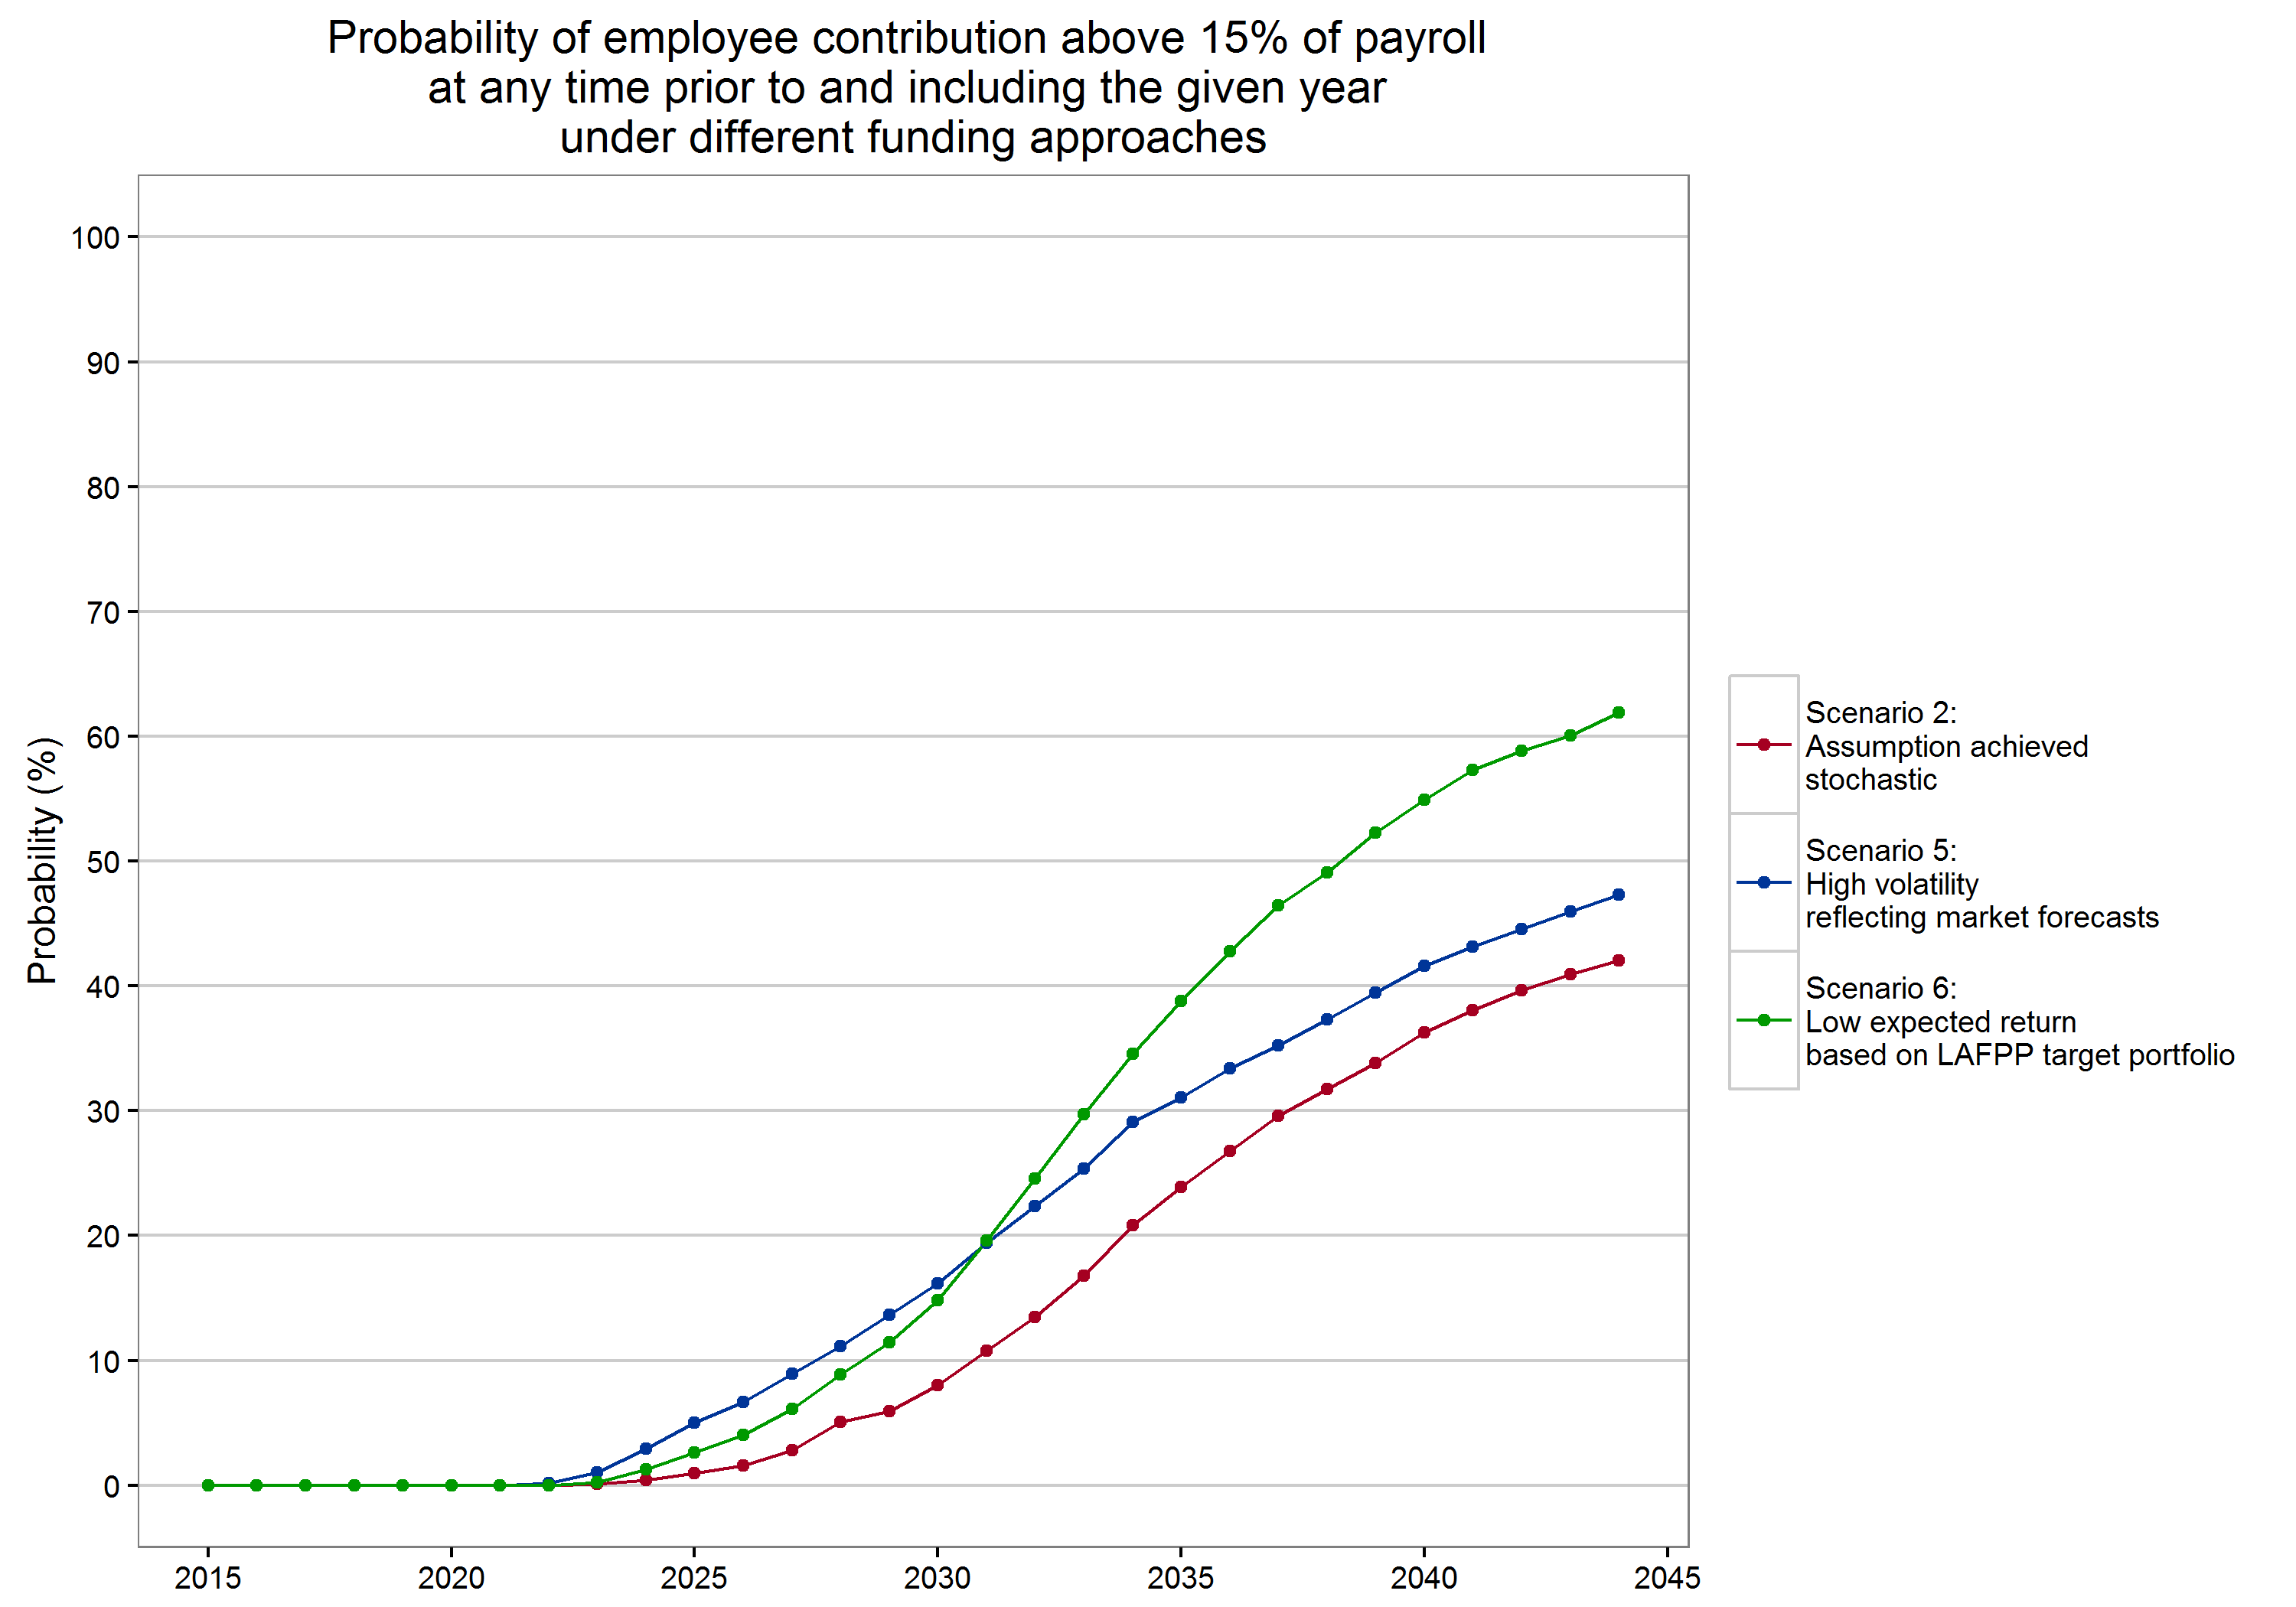 Probability of employee contribution above 15% of payroll
at any time prior to and including the given year
under different funding approaches
Probability (%)
100
90
80
70
60
50
40
30
20
10
0
2015 2020 2025 2030 2035 2040 2045
Scenario 2:
Assumption achieved
stochastic
Scenario 5:
High volatility
reflecting market forecasts
Scenario 6:
Low expected return
based on LAFPP target portfolio